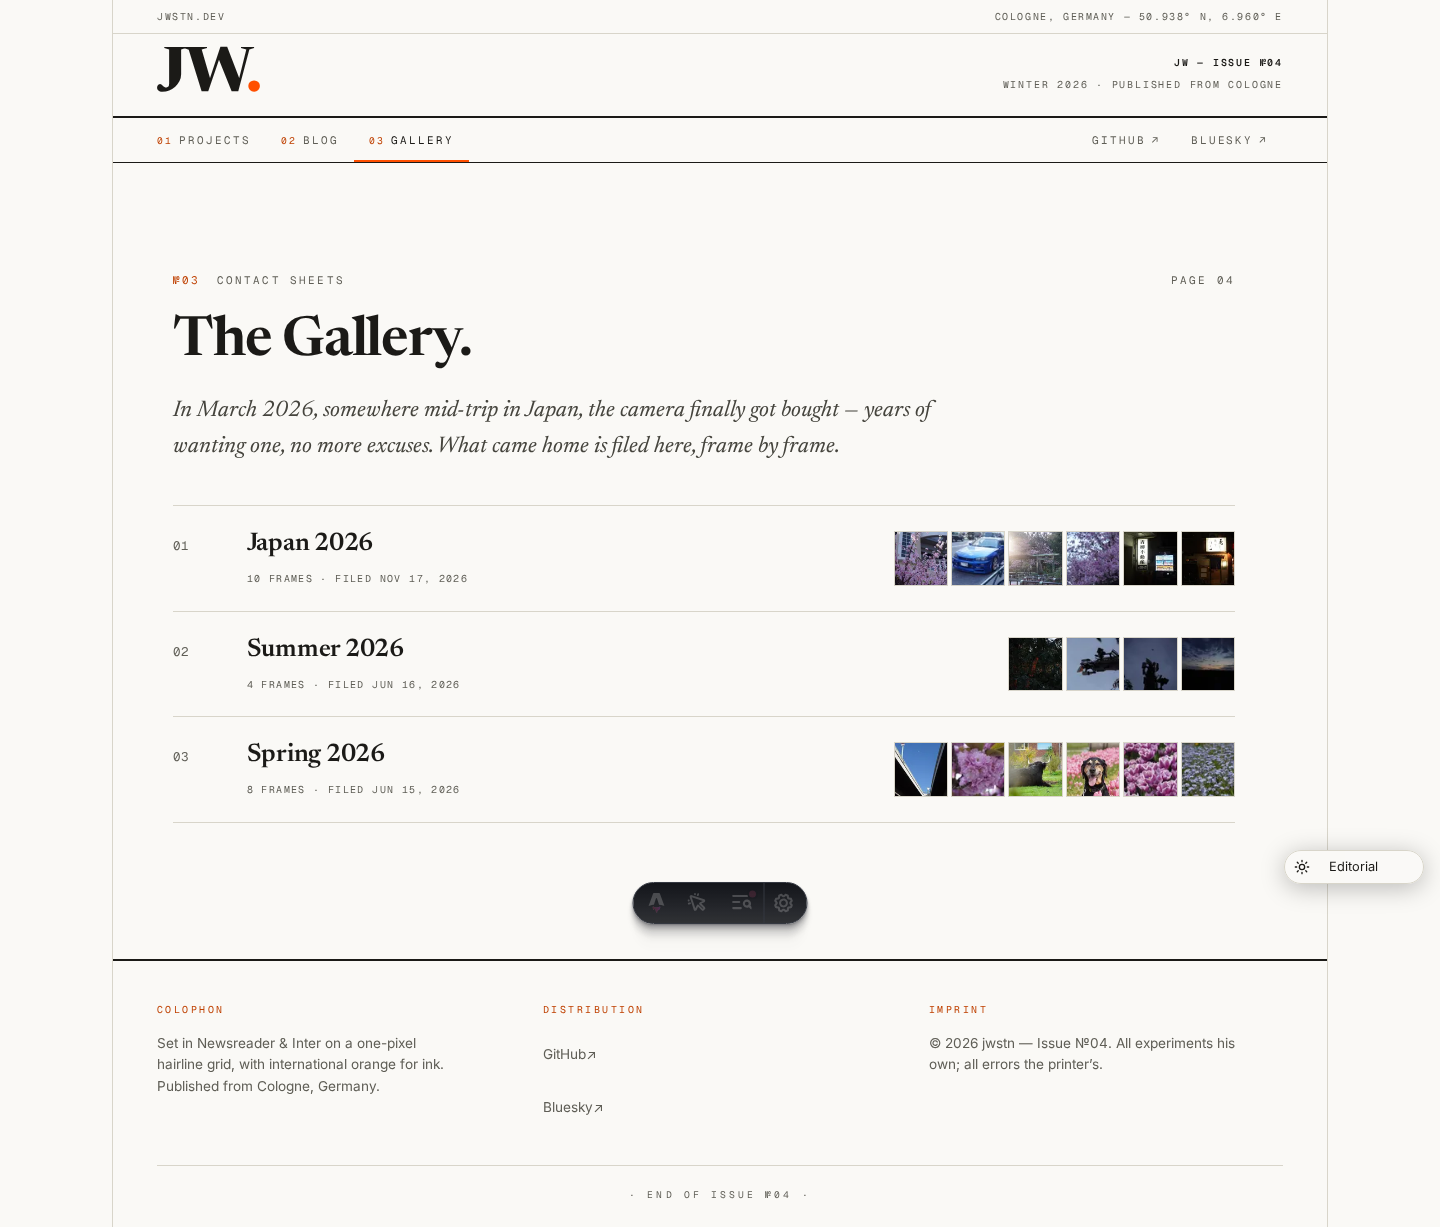 JWSTN.DEV
COLOGNE, GERMANY — 50.938° N, 6.960° E
JW.
JW — ISSUE №04
WINTER 2026 · PUBLISHED FROM COLOGNE
01 PROJECTS 02 BLOG 03 GALLERY
GITHUB ↗ BLUESKY ↗
№03 CONTACT SHEETS
PAGE 04
The Gallery.
In March 2026, somewhere mid-trip in Japan, the camera finally got bought — years of
wanting one, no more excuses. What came home is filed here, frame by frame.
01
Japan 2026
10 FRAMES · FILED NOV 17, 2026
02
Summer 2026
4 FRAMES · FILED JUN 16, 2026
03
Spring 2026
8 FRAMES · FILED JUN 15, 2026
Editorial
COLOPHON
Set in Newsreader & Inter on a one-pixel
hairline grid, with international orange for ink.
Published from Cologne, Germany.
DISTRIBUTION
GitHub↗
Bluesky↗
IMPRINT
© 2026 jwstn — Issue №04. All experiments his
own; all errors the printer’s.
· END OF ISSUE №04 ·